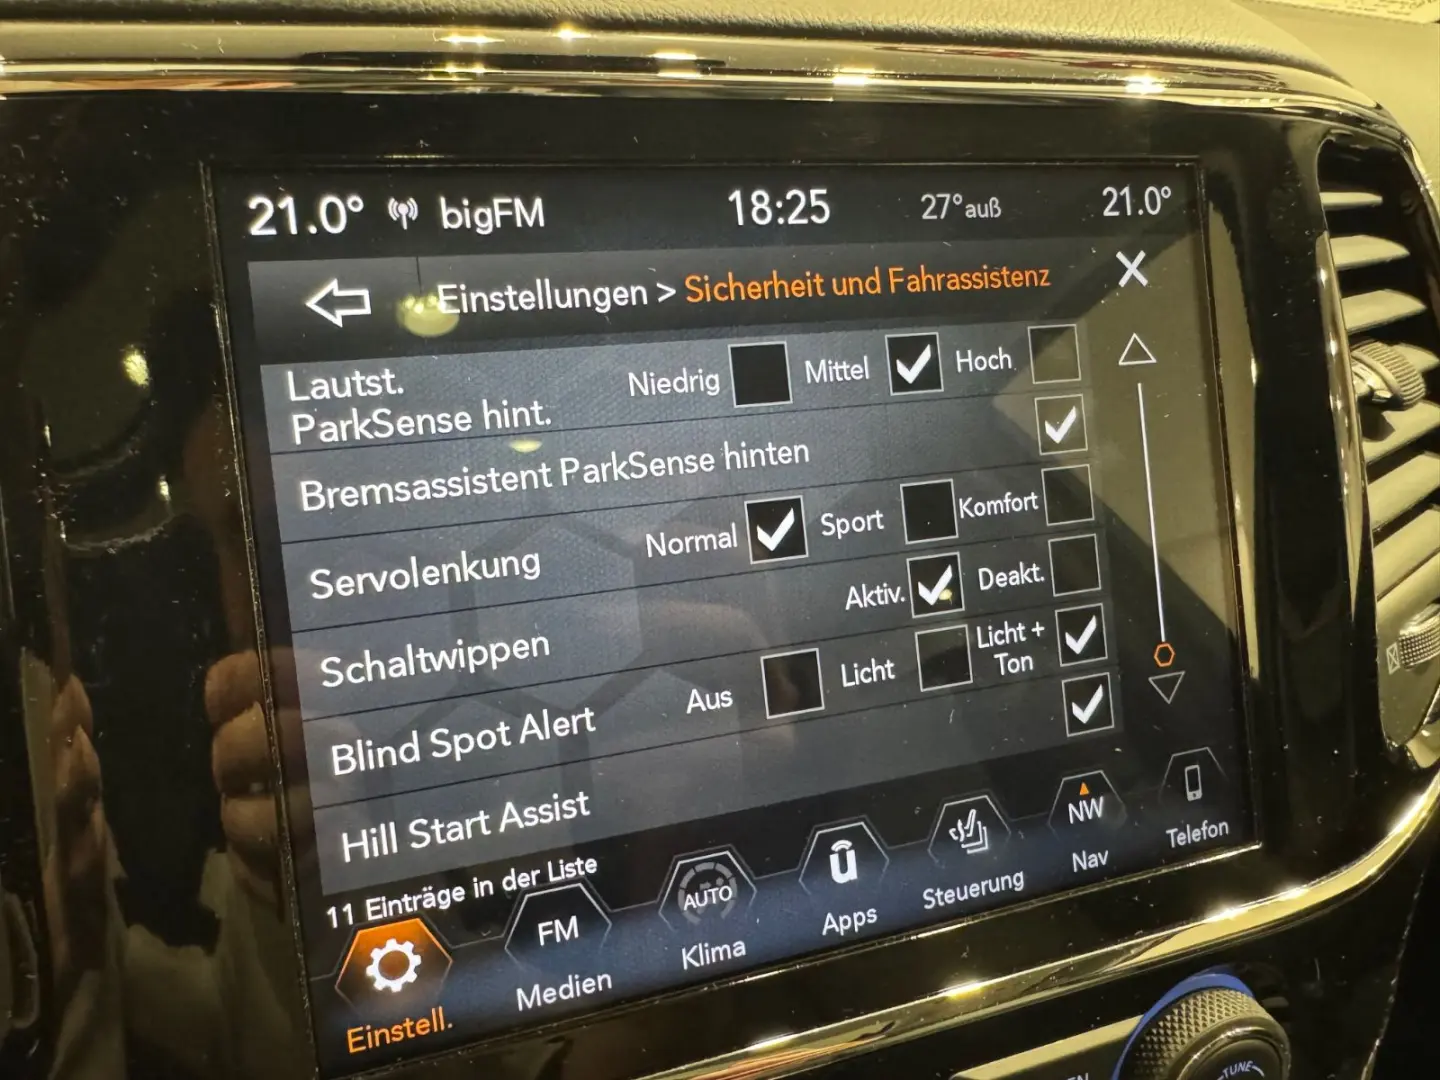 21.0° bigFM 18:25 27°auß 21.0°
Einstellungen > Sicherheit und Fahrassistenz X
Lautst.
ParkSense hint. Niedrig Mittel Hoch
Bremsassistent ParkSense hinten
Servolenkung Normal Sport Komfort
Schaltwippen Aktiv. Deakt.
Blind Spot Alert Aus Licht Licht +
Ton
Hill Start Assist
11 Einträge in der Liste
FM AUTO NW
Einstell. Medien Klima Apps Steuerung Nav Telefon
TUNE